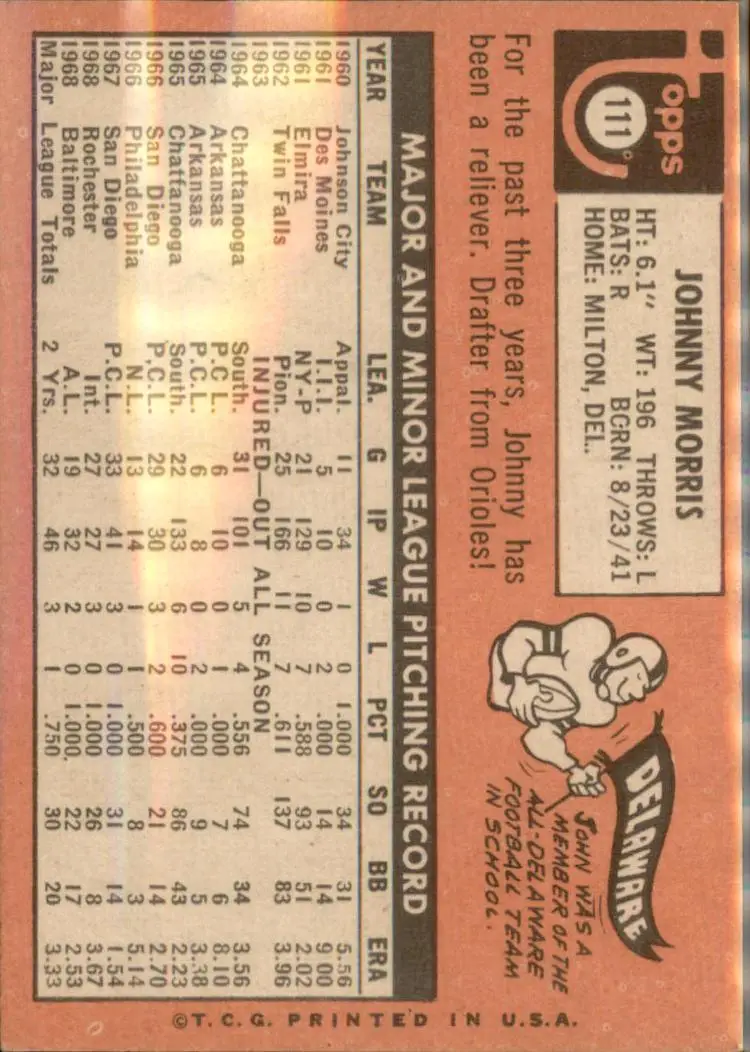 Topps
111
JOHNNY MORRIS
HT: 6.1" WT: 196 THROWS: L
BATS: R BORN: 8/23/41
HOME: MILTON, DEL.
For the past three years, Johnny has
been a reliever. Drafter from Orioles!
DELAWARE
JOHN WAS A
MEMBER OF THE
ALL-DELAWARE
FOOTBALL TEAM
IN SCHOOL.
MAJOR AND MINOR LEAGUE PITCHING RECORD
YEAR TEAM LEA. G IP W L PCT SO BB ERA
1960 Johnson City Appal. 11 34 1 0 1.000 34 31 5.56
1961 Des Moines I.I.I. 5 10 0 2 .000 14 14 9.00
1961 Elmira NY-P 21 129 10 7 .588 93 51 2.02
1962 Twin Falls Pion. 25 166 11 7 .611 137 83 3.96
1963 INJURED—OUT ALL SEASON
1964 Chattanooga South. 31 101 5 4 .556 74 34 3.56
1964 Arkansas P.C.L. 6 10 0 1 .000 7 6 8.10
1965 Arkansas P.C.L. 6 8 0 2 .000 9 5 3.38
1965 Chattanooga South. 22 133 6 10 .375 86 43 2.23
1966 San Diego P.C.L. 29 30 3 2 .600 21 14 2.70
1966 Philadelphia N.L. 13 14 1 1 .500 8 3 5.14
1967 San Diego P.C.L. 33 41 3 0 1.000 31 14 1.54
1968 Rochester Int. 27 27 3 0 1.000 26 8 3.67
1968 Baltimore A.L. 19 32 2 0 1.000. 22 17 2.53
Major League Totals 2 Yrs. 32 46 3 1 .750 30 20 3.33
©T.C.G. PRINTED IN U.S.A.